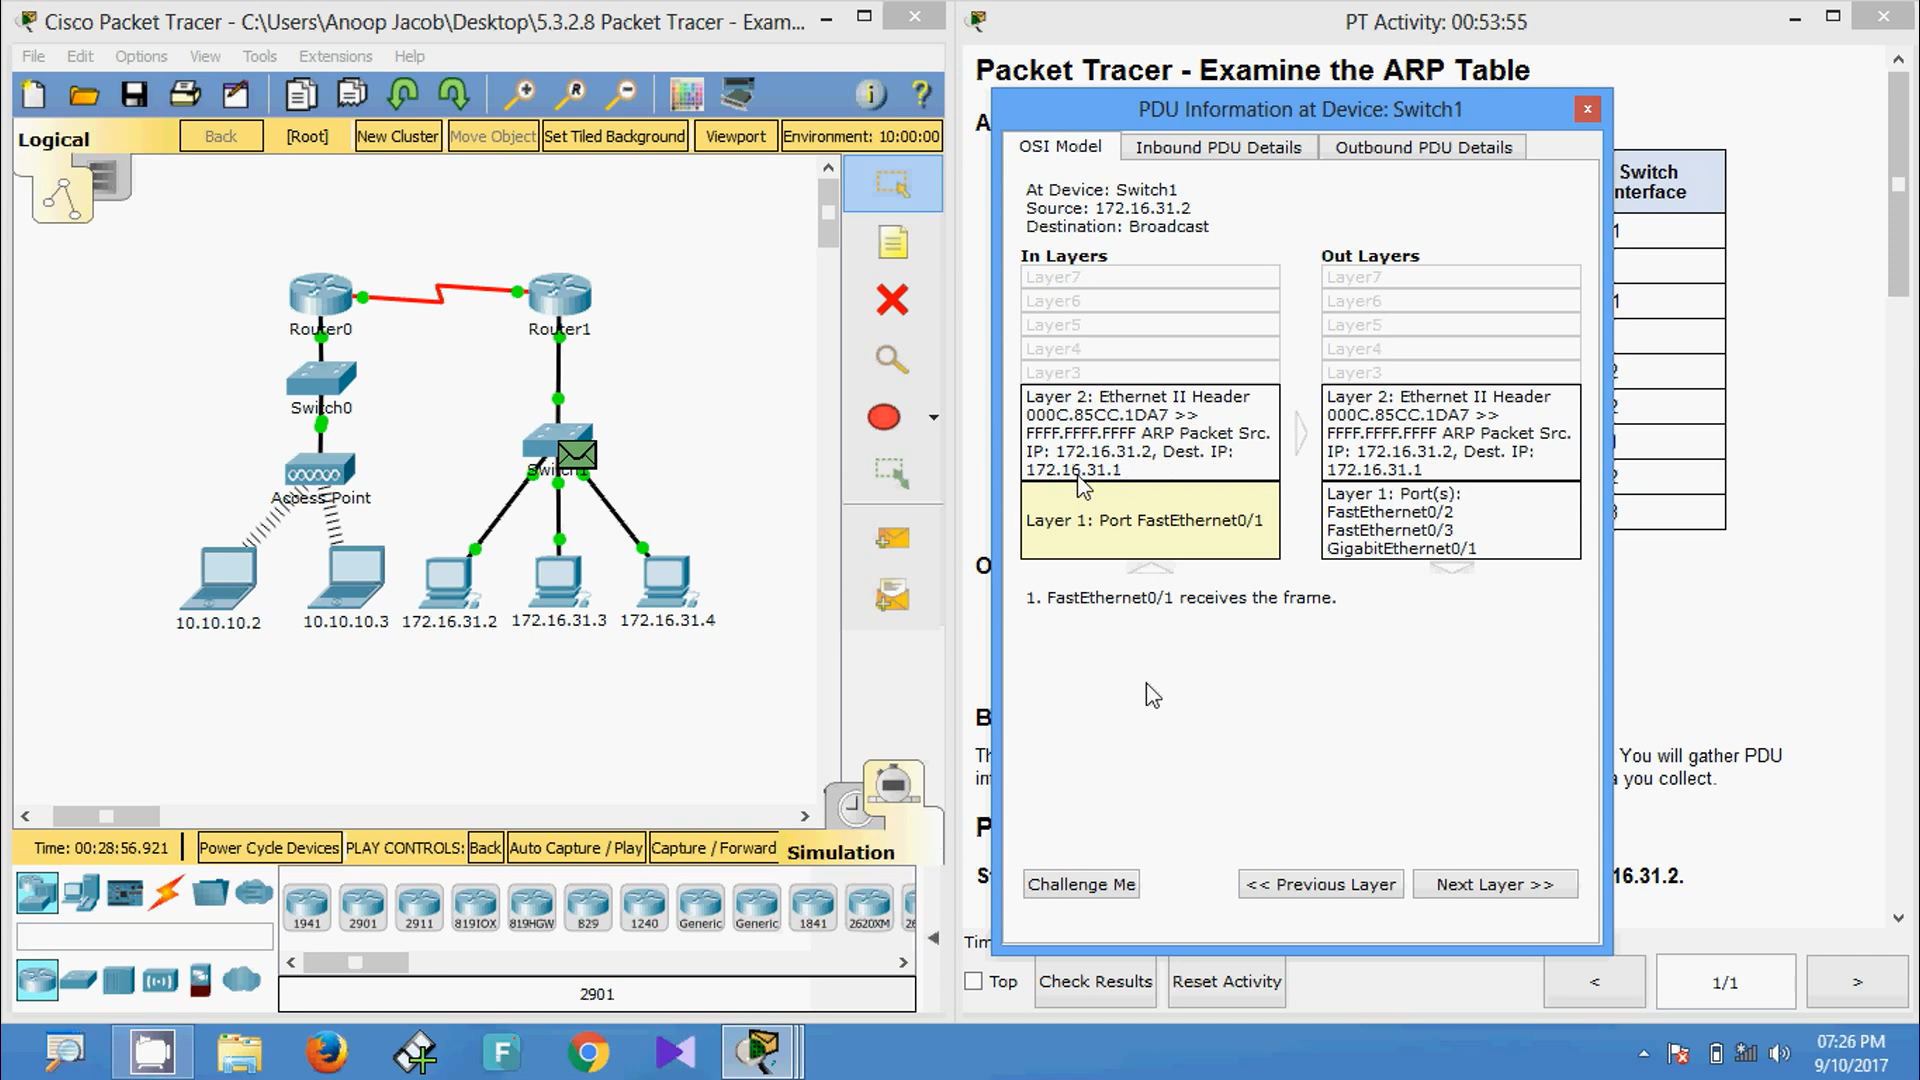 Cisco Packet Tracer - C:\Users\Anoop Jacob\Desktop\5.3.2.8 Packet Tracer - Exam...
File Edit Options View Tools Extensions Help
Logical
Back
[Root]
New Cluster
Move Object
Set Tiled Background
Viewport
Environment: 10:00:00
Router0
Router1
Switch0
Switch1
Access Point
10.10.10.2
10.10.10.3
172.16.31.2
172.16.31.3
172.16.31.4
Time: 00:28:56.921
Power Cycle Devices
PLAY CONTROLS:
Back
Auto Capture / Play
Capture / Forward
Simulation
1941
2901
2911
819IOX
819HGW
829
1240
Generic
Generic
1841
2620XM
2901
PT Activity: 00:53:55
Packet Tracer - Examine the ARP Table
A
PDU Information at Device: Switch1
OSI Model
Inbound PDU Details
Outbound PDU Details
At Device: Switch1
Source: 172.16.31.2
Destination: Broadcast
In Layers
Layer7
Layer6
Layer5
Layer4
Layer3
Layer 2: Ethernet II Header
000C.85CC.1DA7 >>
FFFF.FFFF.FFFF ARP Packet Src.
IP: 172.16.31.2, Dest. IP:
172.16.31.1
Layer 1: Port FastEthernet0/1
Out Layers
Layer7
Layer6
Layer5
Layer4
Layer3
Layer 2: Ethernet II Header
000C.85CC.1DA7 >>
FFFF.FFFF.FFFF ARP Packet Src.
IP: 172.16.31.2, Dest. IP:
172.16.31.1
Layer 1: Port(s):
FastEthernet0/2
FastEthernet0/3
GigabitEthernet0/1
1. FastEthernet0/1 receives the frame.
Challenge Me
<< Previous Layer
Next Layer >>
Switch
nterface
1
1
2
2
O
B
Th
You will gather PDU
in
you collect.
P
S
16.31.2.
Tim
Top
Check Results
Reset Activity
<
1/1
>
07:26 PM
9/10/2017